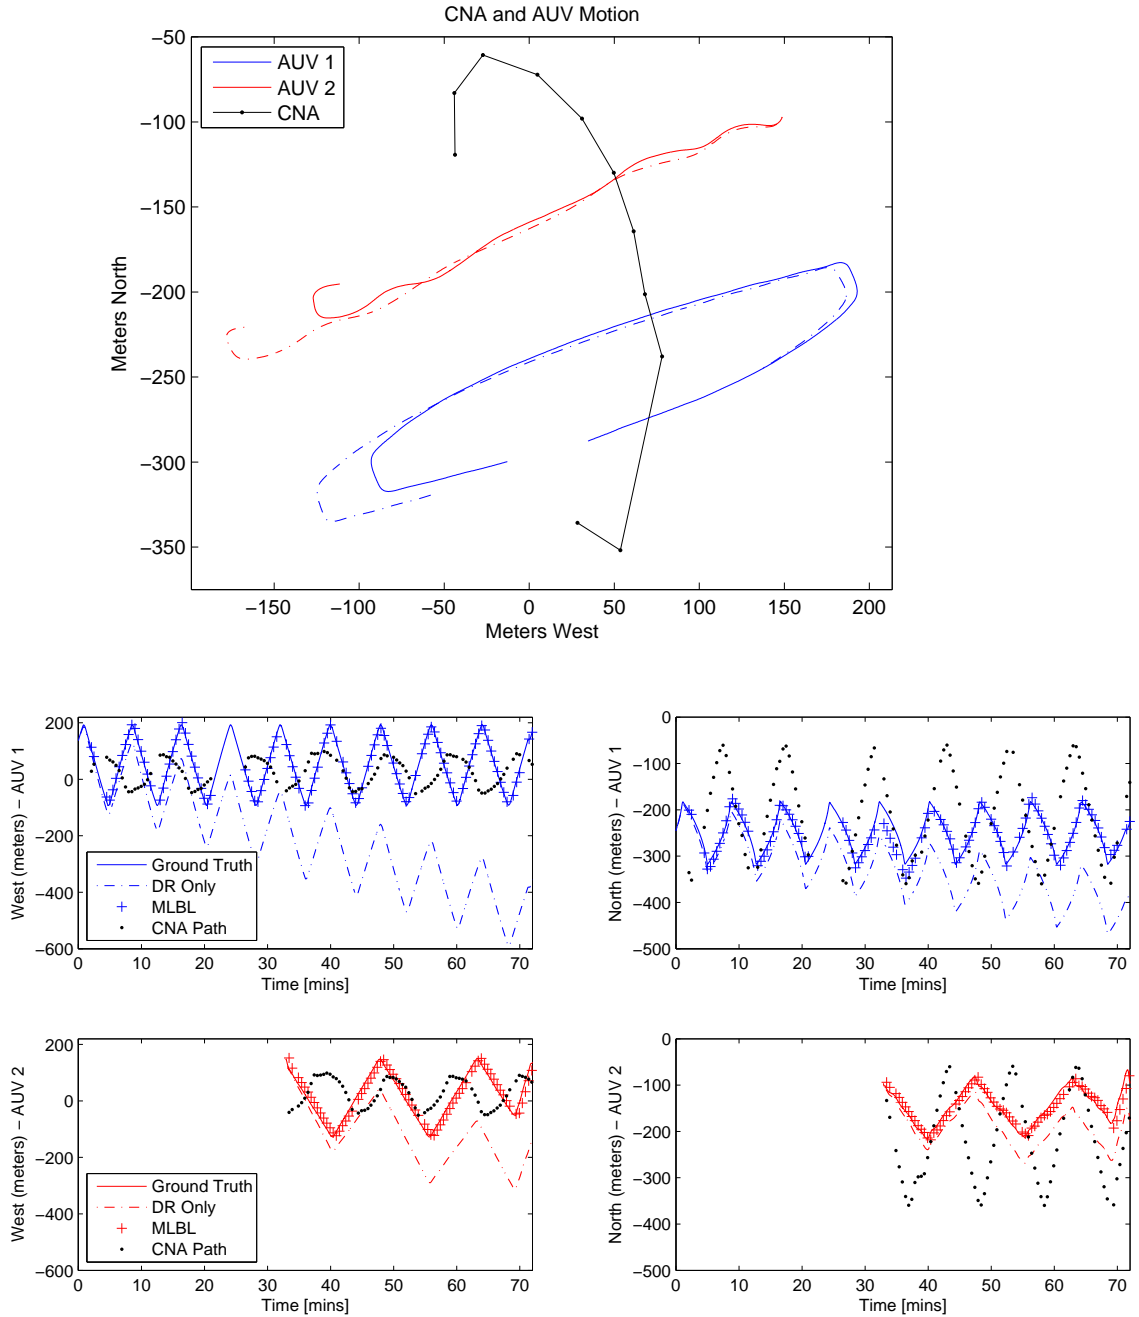 CNA and AUV Motion
−50
−100
−150
−200
−250
−300
−350
Meters North
AUV 1
AUV 2
CNA
−150 −100 −50 0 50 100 150 200
Meters West
200
0
−200
−400
−600
West (meters) − AUV 1
Ground Truth
DR Only
MLBL
CNA Path
0 10 20 30 40 50 60 70
Time [mins]
0
−100
−200
−300
−400
−500
North (meters) − AUV 1
0 10 20 30 40 50 60 70
Time [mins]
200
0
−200
−400
−600
West (meters) − AUV 2
Ground Truth
DR Only
MLBL
CNA Path
0 10 20 30 40 50 60 70
Time [mins]
0
−100
−200
−300
−400
−500
North (meters) − AUV 2
0 10 20 30 40 50 60 70
Time [mins]